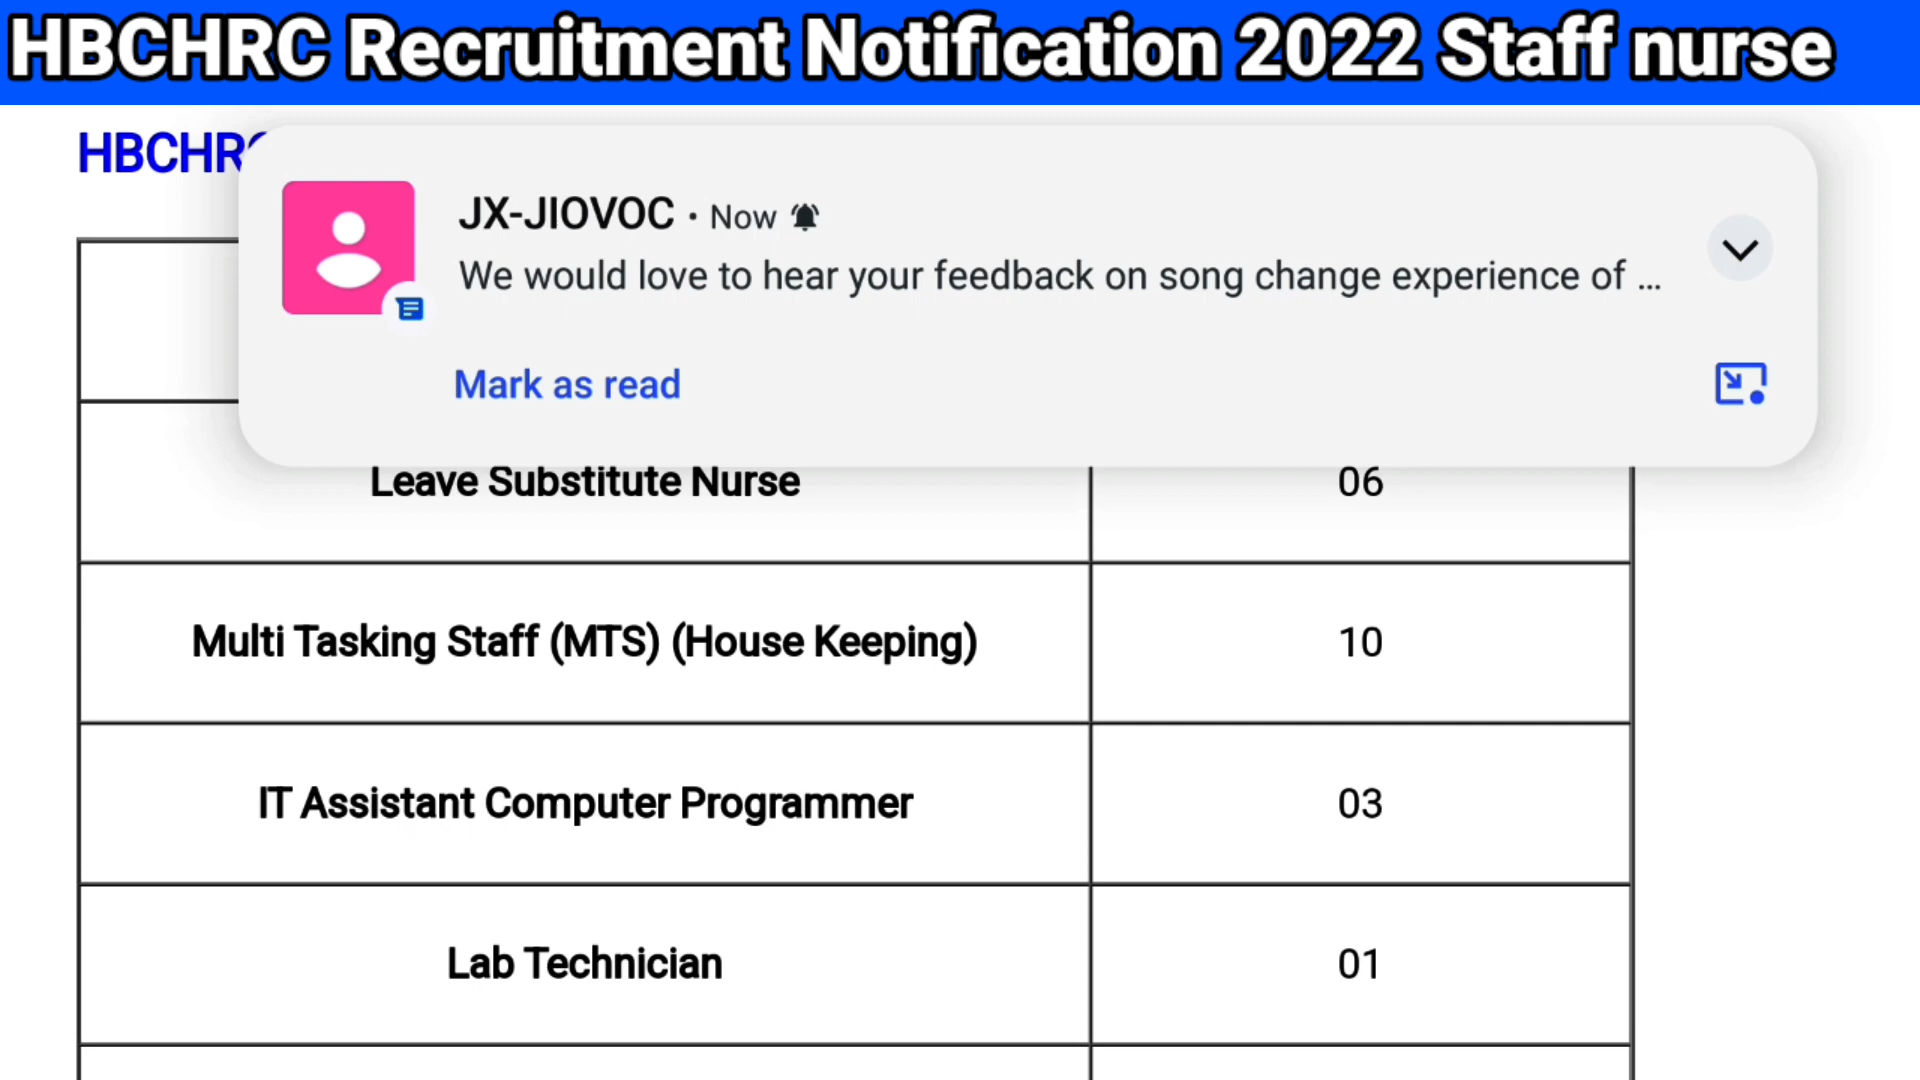 HBCHRC Recruitment Notification 2022 Staff nurse
JX-JIOVOC • Now
We would love to hear your feedback on song change experience of ...
Mark as read
Leave Substitute Nurse 06
Multi Tasking Staff (MTS) (House Keeping) 10
IT Assistant Computer Programmer 03
Lab Technician 01